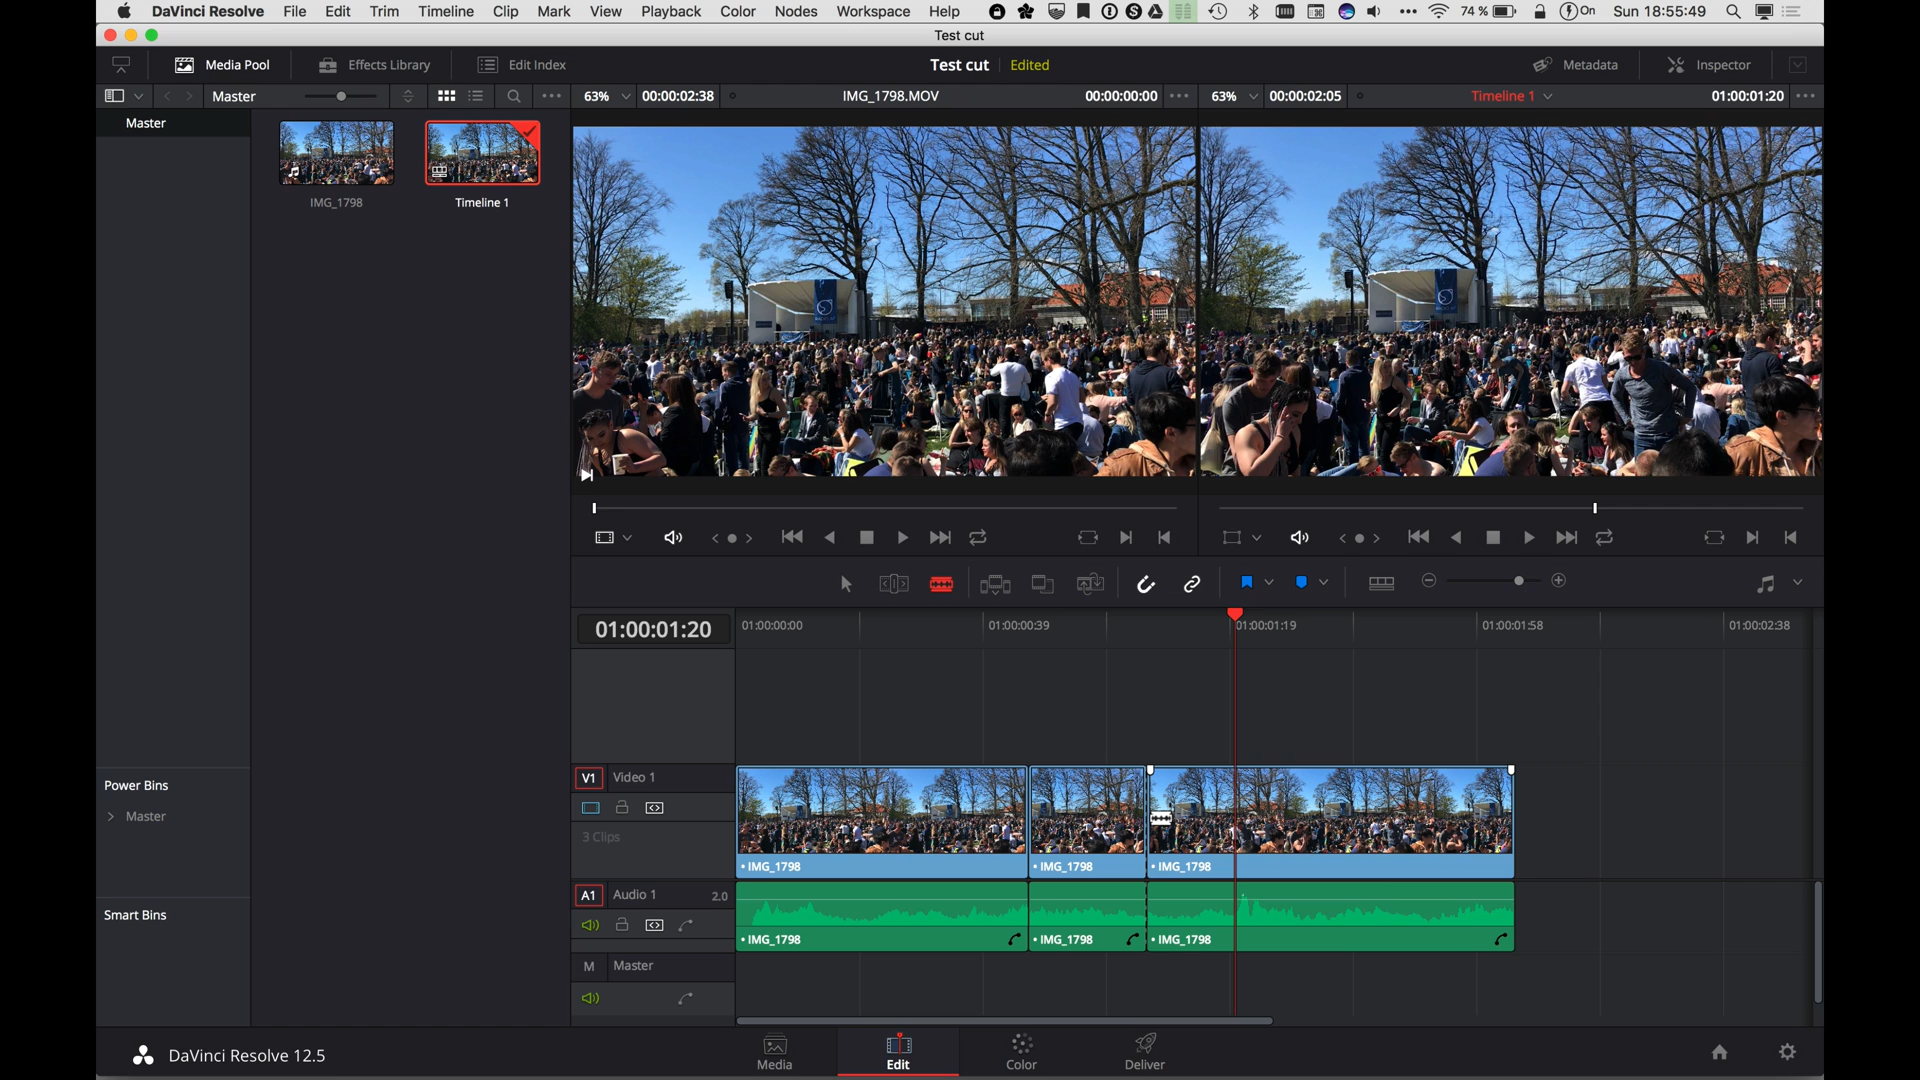 DaVinci Resolve File Edit Trim Timeline Clip Mark View Playback Color Nodes Workspace Help 74 % On Sun 18:55:49
Test cut
Media Pool Effects Library Edit Index Test cut Edited Metadata Inspector
Master 63% 00:00:02:38 IMG_1798.MOV 00:00:00:00 63% 00:00:02:05 Timeline 1 01:00:01:20
Master
IMG_1798 Timeline 1
01:00:01:20 01:00:00:00 01:00:00:39 01:00:01:19 01:00:01:58 01:00:02:38
V1 Video 1
Power Bins
Master
3 Clips
• IMG_1798 • IMG_1798 • IMG_1798
A1 Audio 1 2.0
Smart Bins
• IMG_1798 • IMG_1798 • IMG_1798
M Master
DaVinci Resolve 12.5
Media Edit Color Deliver